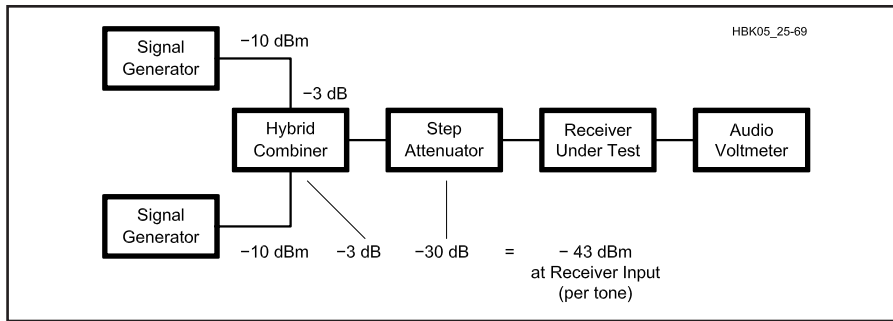 HBK05_25-69
Signal
Generator
−10 dBm
−3 dB
Hybrid
Combiner
Step
Attenuator
Receiver
Under Test
Audio
Voltmeter
Signal
Generator
−10 dBm −3 dB −30 dB = − 43 dBm
at Receiver Input
(per tone)